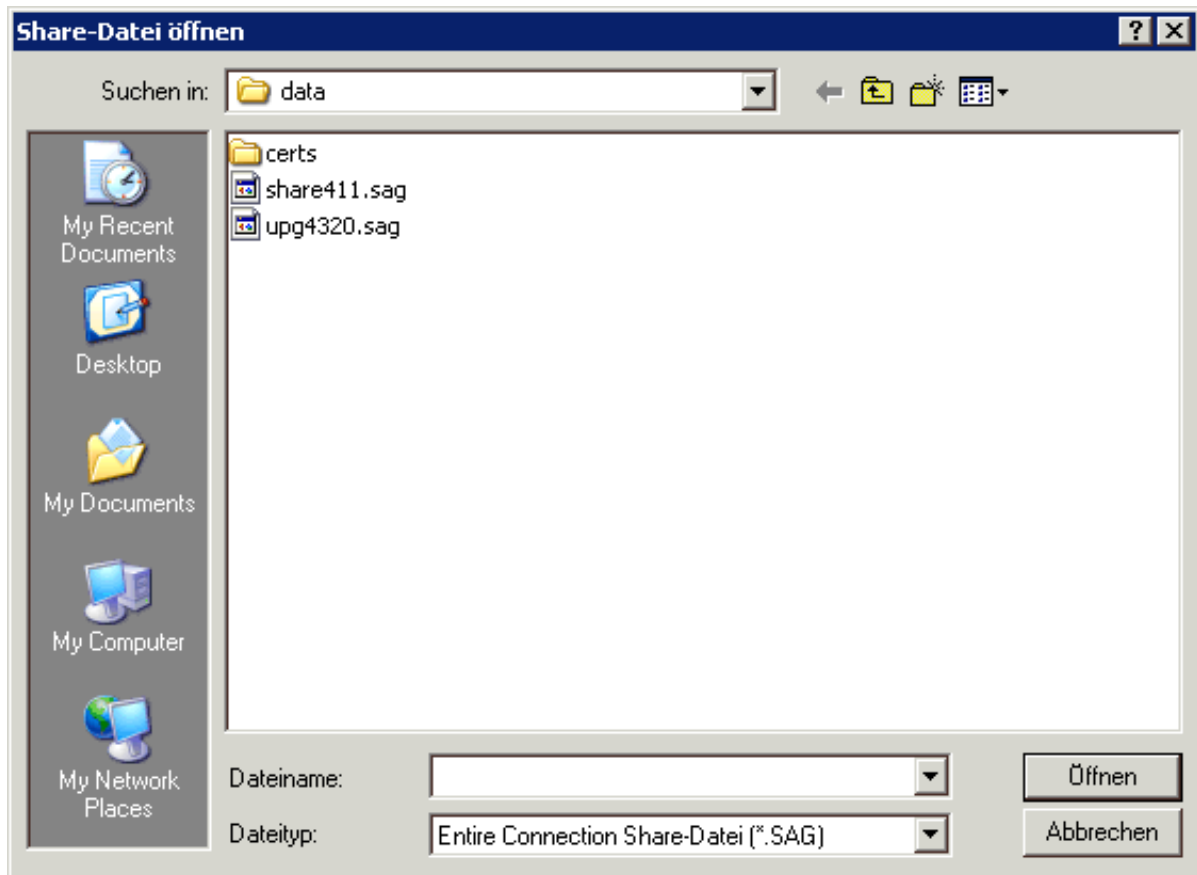 Share-Datei öffnen
Suchen in:
data
My Recent
Documents
Desktop
My Documents
My Computer
My Network
Places
certs
share411.sag
upg4320.sag
Dateiname:
Öffnen
Dateityp:
Entire Connection Share-Datei (*.SAG)
Abbrechen